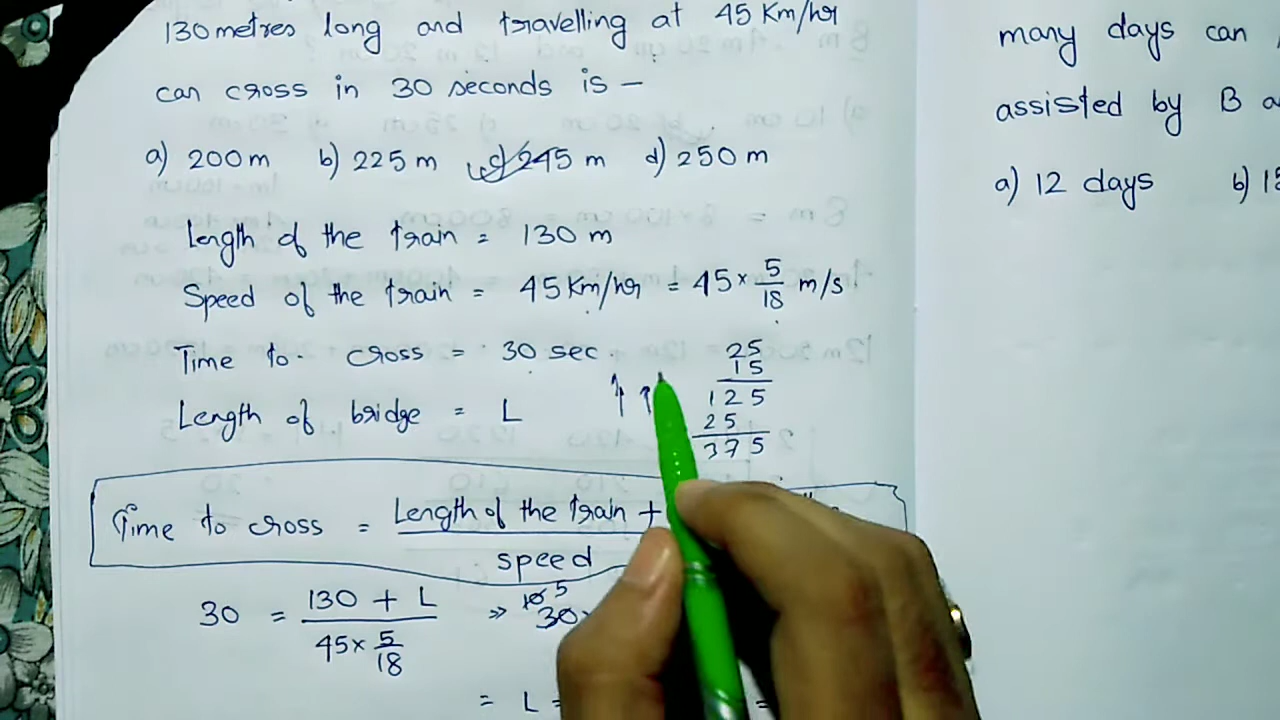 130 metres long and travelling at 45 Km/hr
can cross in 30 seconds is –
a) 200 m b) 225 m c) 245 m d) 250 m
Length of the train = 130 m
Speed of the train = 45 Km/hr = 45 × 5/18 m/s
Time to cross = 30 sec
Length of bridge = L
25
15
125
25
375
Time to cross = Length of the train +
speed
30 = 130 + L / 45 × 5/18 » 30
10 5
= L =
=
many days can
assisted by B
a) 12 days b)